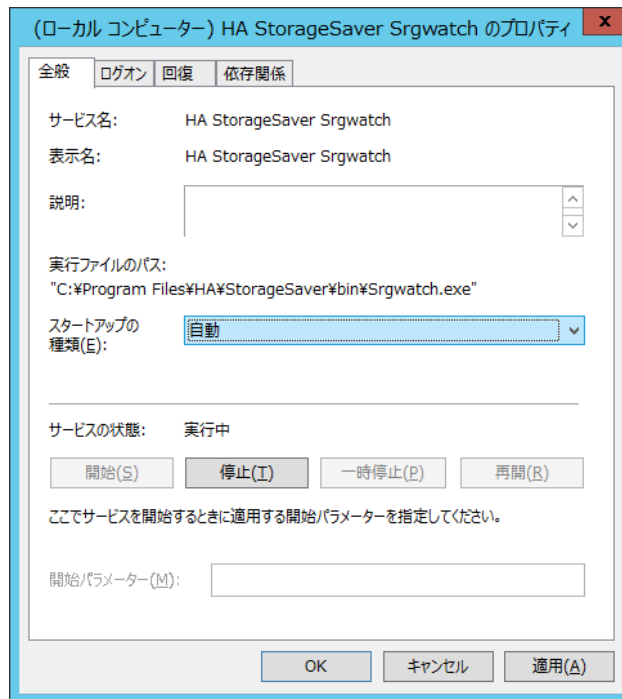 (ローカル コンピューター) HA StorageSaver Srgwatch のプロパティ
x
全般 ログオン 回復 依存関係
サービス名: HA StorageSaver Srgwatch
表示名: HA StorageSaver Srgwatch
説明:
実行ファイルのパス:
"C:¥Program Files¥HA¥StorageSaver¥bin¥Srgwatch.exe"
スタートアップの
種類(E): 自動
サービスの状態: 実行中
開始(S) 停止(T) 一時停止(P) 再開(R)
ここでサービスを開始するときに適用する開始パラメーターを指定してください。
開始パラメーター(M):
OK キャンセル 適用(A)